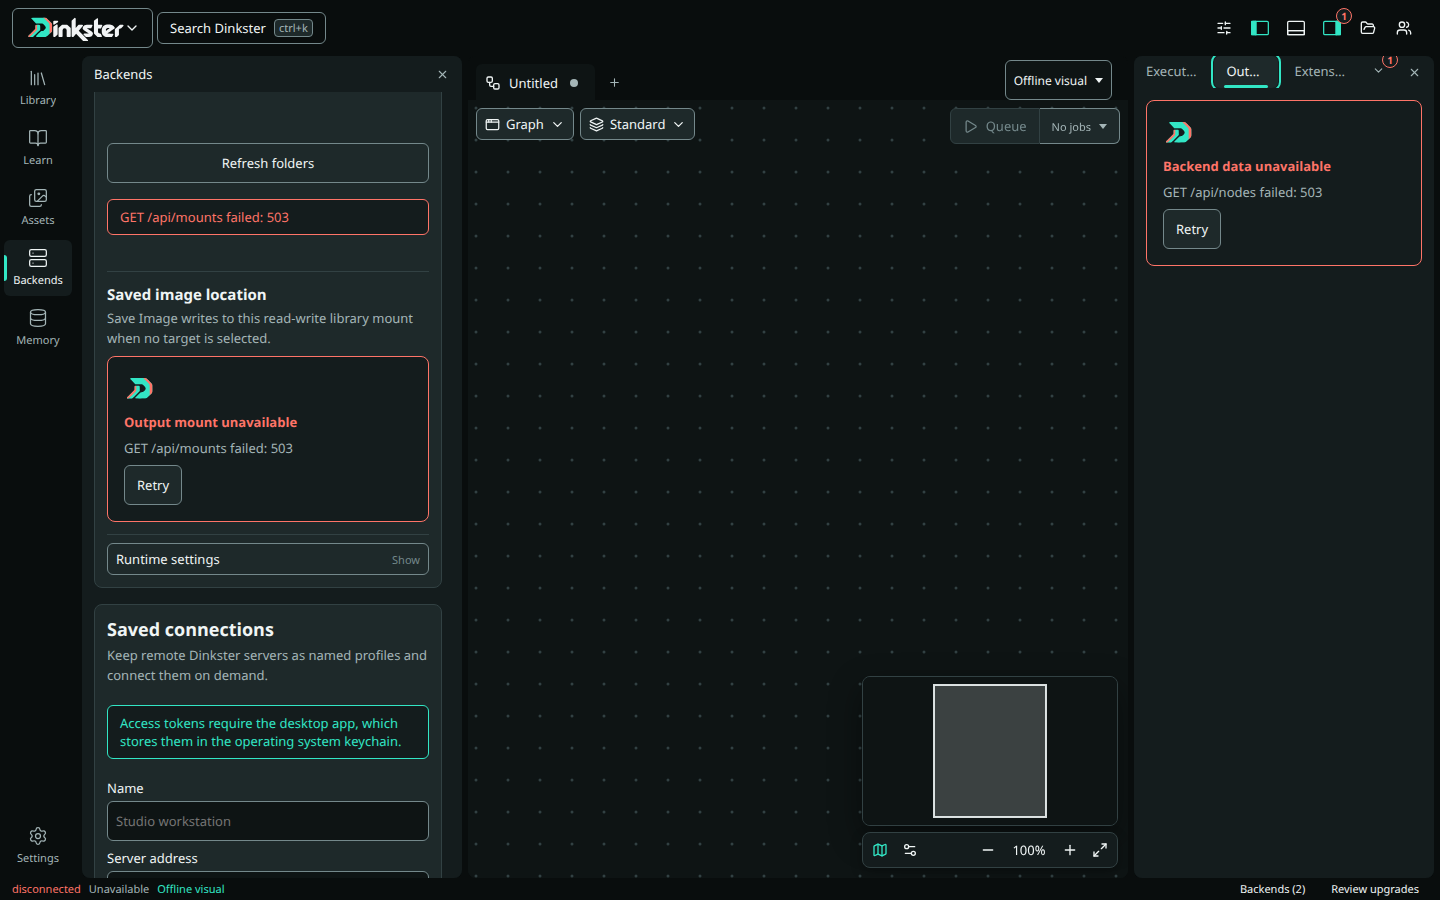 Dinkster
Search Dinkster ctrl+k
1
Library
Learn
Assets
Backends
Memory
Settings
Backends
Refresh folders
GET /api/mounts failed: 503
Saved image location
Save Image writes to this read-write library mount
when no target is selected.
Output mount unavailable
GET /api/mounts failed: 503
Retry
Runtime settings Show
Saved connections
Keep remote Dinkster servers as named profiles and
connect them on demand.
Access tokens require the desktop app, which
stores them in the operating system keychain.
Name
Studio workstation
Server address
Untitled
Offline visual
Graph Standard
Queue No jobs
100%
Execut... Out... Extens... 1
Backend data unavailable
GET /api/nodes failed: 503
Retry
disconnected Unavailable Offline visual
Backends (2) Review upgrades